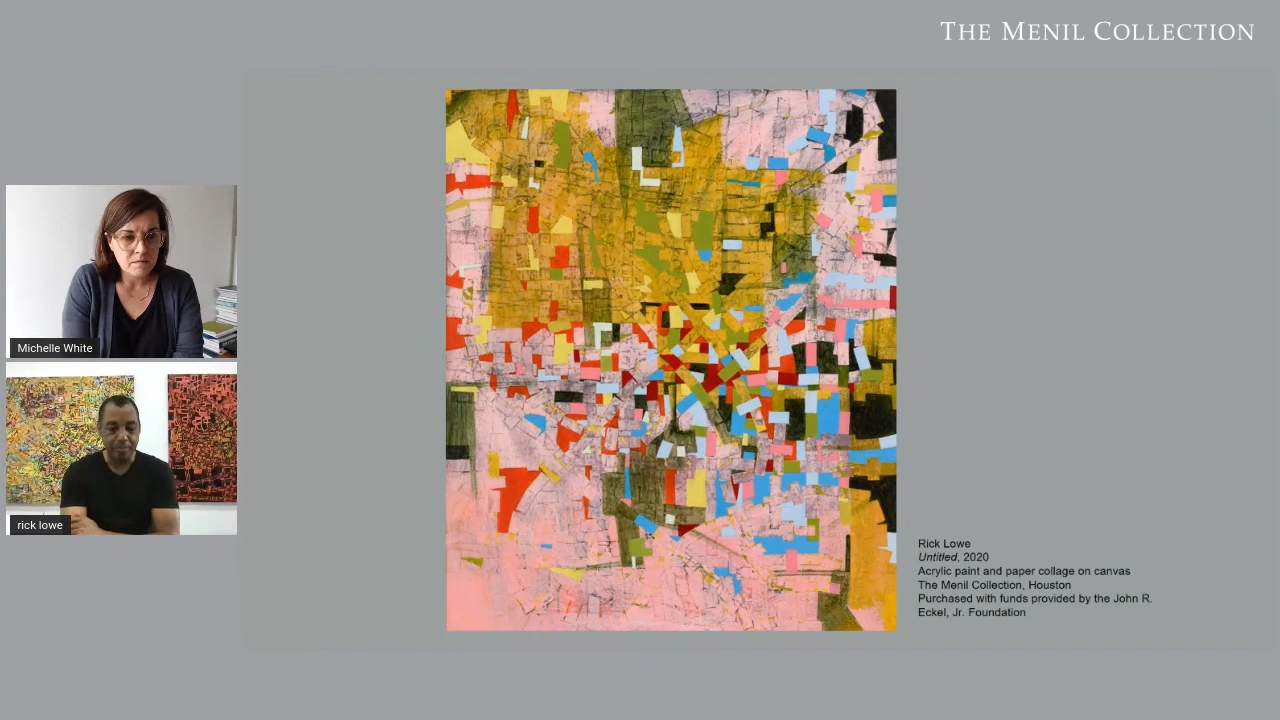 THE MENIL COLLECTION
Michelle White
rick lowe
Rick Lowe
Untitled, 2020
Acrylic paint and paper collage on canvas
The Menil Collection, Houston
Purchased with funds provided by the John R.
Eckel, Jr. Foundation